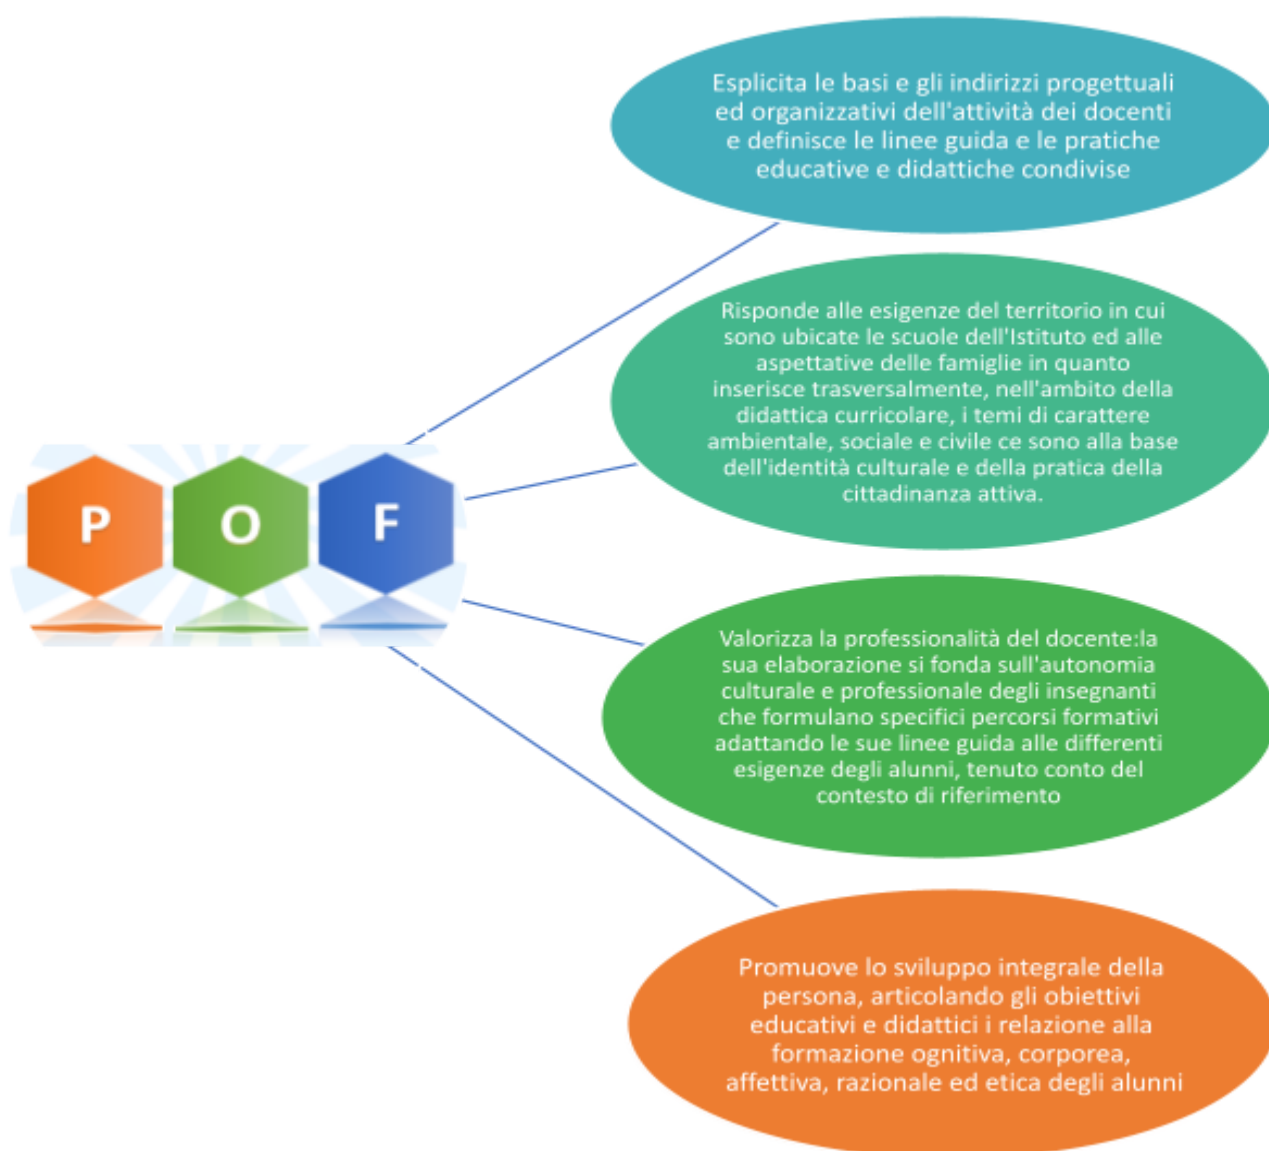 P O F
Esplicita le basi e gli indirizzi progettuali
ed organizzativi dell'attività dei docenti
e definisce le linee guida e le pratiche
educative e didattiche condivise
Risponde alle esigenze del territorio in cui
sono ubicate le scuole dell'Istituto ed alle
aspettative delle famiglie in quanto
inserisce trasversalmente, nell'ambito della
didattica curricolare, i temi di carattere
ambientale, sociale e civile ce sono alla base
dell'identità culturale e della pratica della
cittadinanza attiva.
Valorizza la professionalità del docente:la
sua elaborazione si fonda sull'autonomia
culturale e professionale degli insegnanti
che formulano specifici percorsi formativi
adattando le sue linee guida alle differenti
esigenze degli alunni, tenuto conto del
contesto di riferimento
Promuove lo sviluppo integrale della
persona, articolando gli obiettivi
educativi e didattici i relazione alla
formazione ognitiva, corporea,
affettiva, razionale ed etica degli alunni